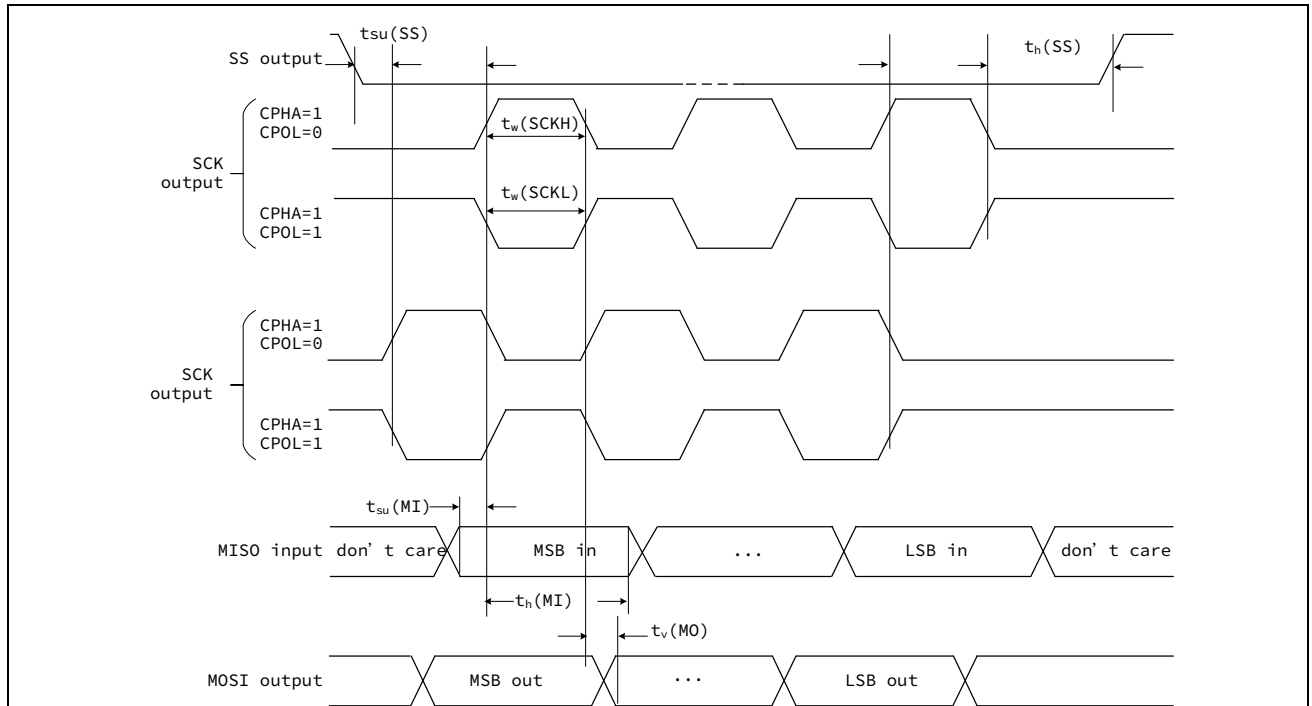 tsu(SS)
SS output
th(SS)
CPHA=1
CPOL=0
tw(SCKH)
SCK
output
tw(SCKL)
CPHA=1
CPOL=1
CPHA=1
CPOL=0
SCK
output
CPHA=1
CPOL=1
tsu(MI)
MISO input don't care MSB in ... LSB in don't care
th(MI)
tv(MO)
MOSI output MSB out ... LSB out